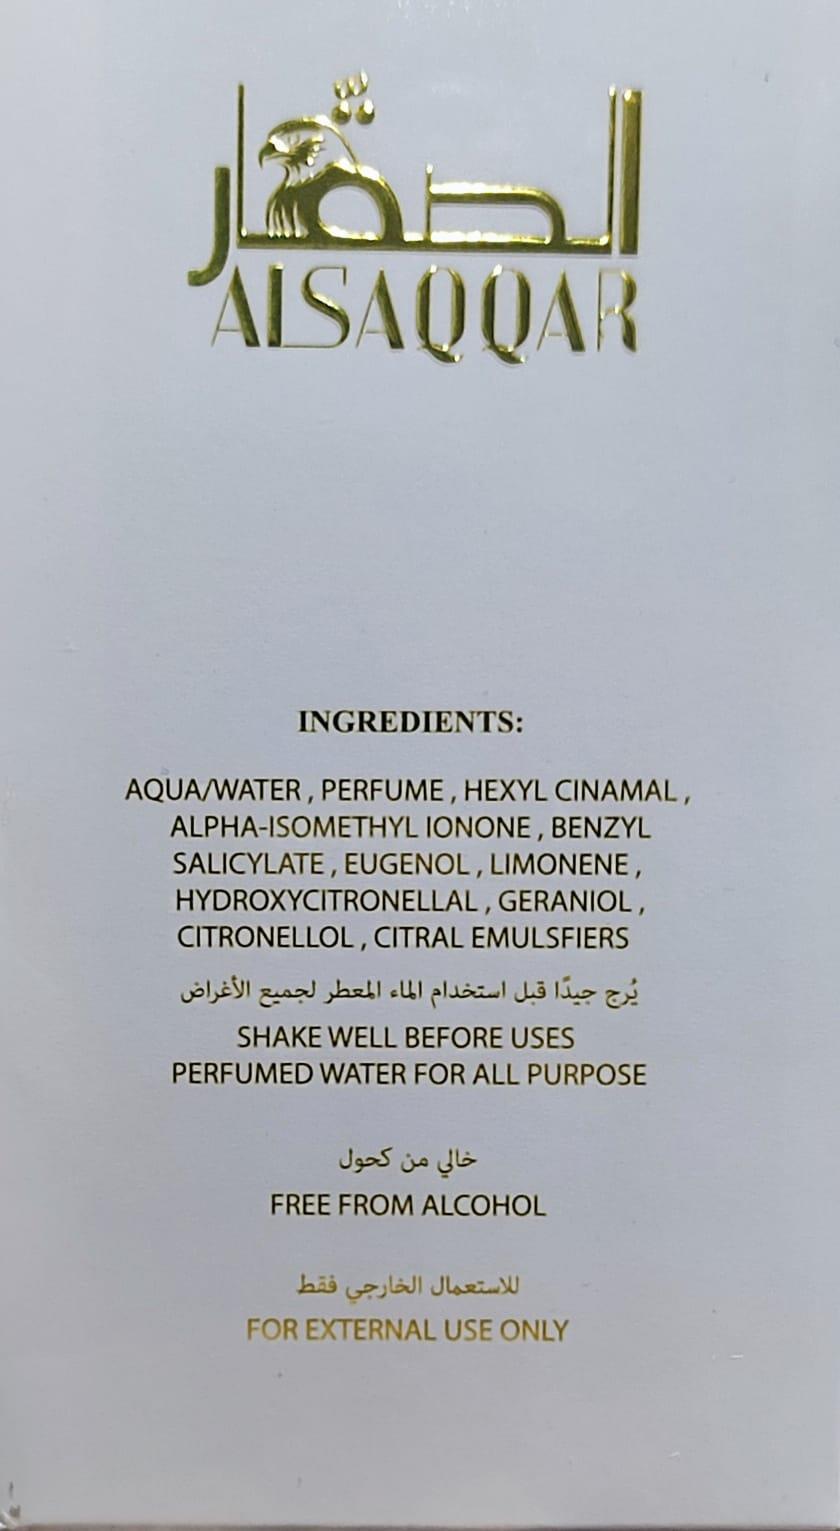 الصقار
ALSAQQAR
INGREDIENTS:
AQUA/WATER , PERFUME , HEXYL CINAMAL ,
ALPHA-ISOMETHYL IONONE , BENZYL
SALICYLATE , EUGENOL , LIMONENE ,
HYDROXYCITRONELLAL , GERANIOL ,
CITRONELLOL , CITRAL EMULSFIERS
يُرج جيدًا قبل استخدام الماء المعطر لجميع الأغراض
SHAKE WELL BEFORE USES
PERFUMED WATER FOR ALL PURPOSE
خالي من كحول
FREE FROM ALCOHOL
للاستعمال الخارجي فقط
FOR EXTERNAL USE ONLY